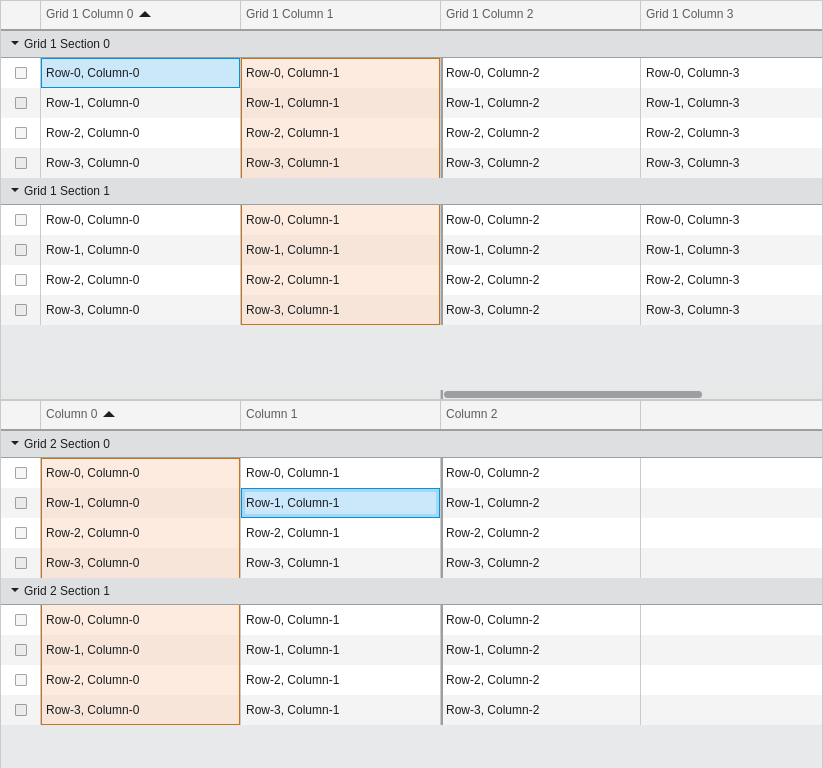 Grid 1 Column 0 Grid 1 Column 1 Grid 1 Column 2 Grid 1 Column 3
Grid 1 Section 0
Row-0, Column-0 Row-0, Column-1 Row-0, Column-2 Row-0, Column-3
Row-1, Column-0 Row-1, Column-1 Row-1, Column-2 Row-1, Column-3
Row-2, Column-0 Row-2, Column-1 Row-2, Column-2 Row-2, Column-3
Row-3, Column-0 Row-3, Column-1 Row-3, Column-2 Row-3, Column-3
Grid 1 Section 1
Row-0, Column-0 Row-0, Column-1 Row-0, Column-2 Row-0, Column-3
Row-1, Column-0 Row-1, Column-1 Row-1, Column-2 Row-1, Column-3
Row-2, Column-0 Row-2, Column-1 Row-2, Column-2 Row-2, Column-3
Row-3, Column-0 Row-3, Column-1 Row-3, Column-2 Row-3, Column-3
Column 0 Column 1 Column 2
Grid 2 Section 0
Row-0, Column-0 Row-0, Column-1 Row-0, Column-2
Row-1, Column-0 Row-1, Column-1 Row-1, Column-2
Row-2, Column-0 Row-2, Column-1 Row-2, Column-2
Row-3, Column-0 Row-3, Column-1 Row-3, Column-2
Grid 2 Section 1
Row-0, Column-0 Row-0, Column-1 Row-0, Column-2
Row-1, Column-0 Row-1, Column-1 Row-1, Column-2
Row-2, Column-0 Row-2, Column-1 Row-2, Column-2
Row-3, Column-0 Row-3, Column-1 Row-3, Column-2